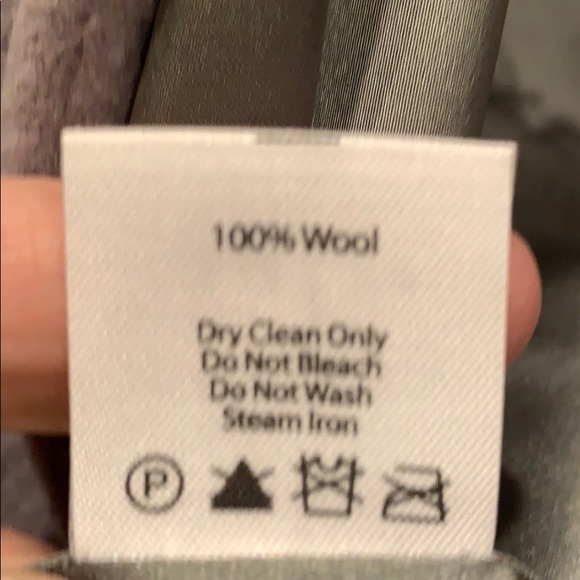 100% Wool
Dry Clean Only
Do Not Bleach
Do Not Wash
Steam Iron
P